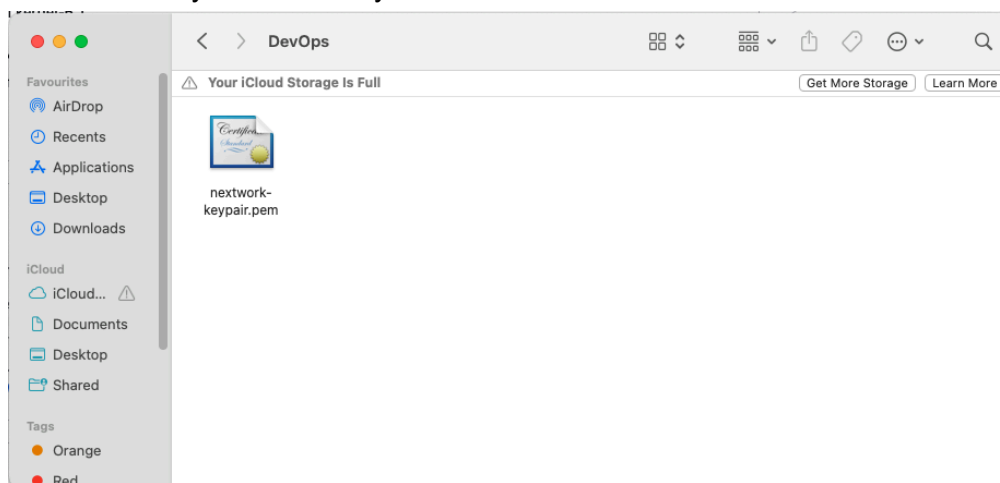 DevOps
Favourites
Your iCloud Storage Is Full
Get More Storage
Learn More
AirDrop
Recents
Applications
Desktop
Downloads
nextwork-
keypair.pem
iCloud
iCloud...
Documents
Desktop
Shared
Tags
Orange
Red